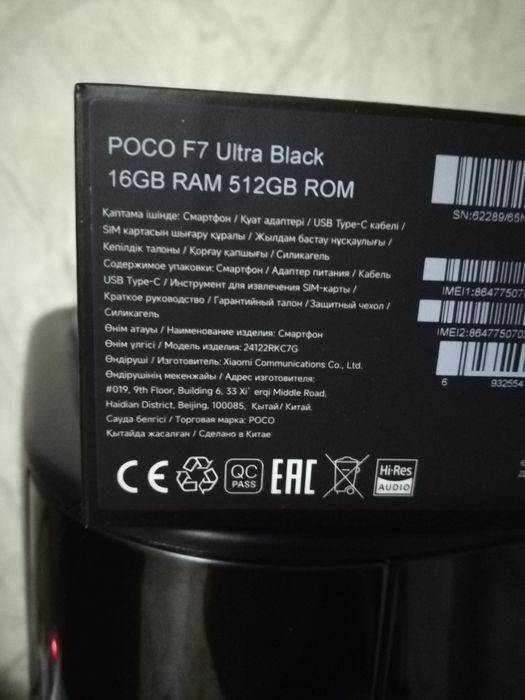 POCO F7 Ultra Black
16GB RAM 512GB ROM
Қаптама ішінде: Смартфон / Қуат адаптері / USB Type-C кабелі /
SIM картасын шығару құралы / Жылдам бастау нұсқаулығы /
Кепілдік талоны / Қорғау қапшығы / Силикагель
Содержимое упаковки: Смартфон / Адаптер питания / Кабель
USB Type-C / Инструмент для извлечения SIM-карты /
Краткое руководство / Гарантийный талон / Защитный чехол /
Силикагель
Өнім атауы / Наименование изделия: Смартфон
Өнім үлгісі / Модель изделия: 24122RKC7G
Өндіруші / Изготовитель: Xiaomi Communications Co., Ltd.
Өндірушінің мекенжайы / Адрес изготовителя:
#019, 9th Floor, Building 6, 33 Xi' erqi Middle Road,
Haidian District, Beijing, 100085, Қытай/ Китай.
Сауда белгісі / Торговая марка: POCO
Қытайда жасалған / Сделано в Китае
CE
QC
PASS
EAC
Hi-Res
AUDIO
SN:62289/65N
IMEI1:86477507
IMEI2:86477507
6 932554